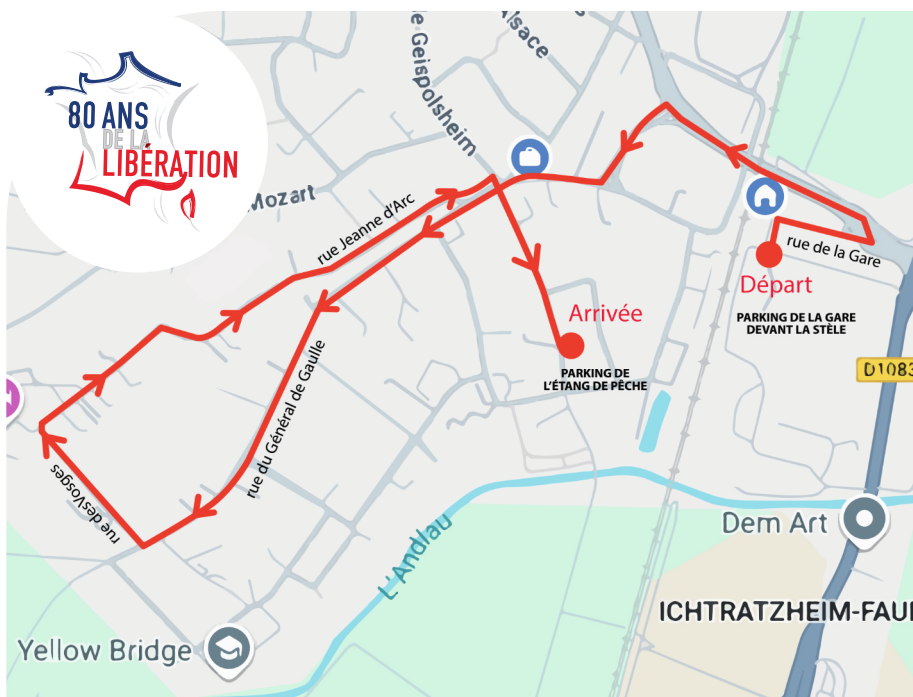 80 ANS
DE LA
LIBÉRATION
Alsace
de Geispolsheim
Mozart
rue Jeanne d'Arc
rue de la Gare
Départ
PARKING DE LA GARE
DEVANT LA STÈLE
Arrivée
PARKING DE
L'ÉTANG DE PÊCHE
D1083
rue du Général de Gaulle
rue desVosges
L'Andlau
Dem Art
ICHTRATZHEIM-FAU
Yellow Bridge